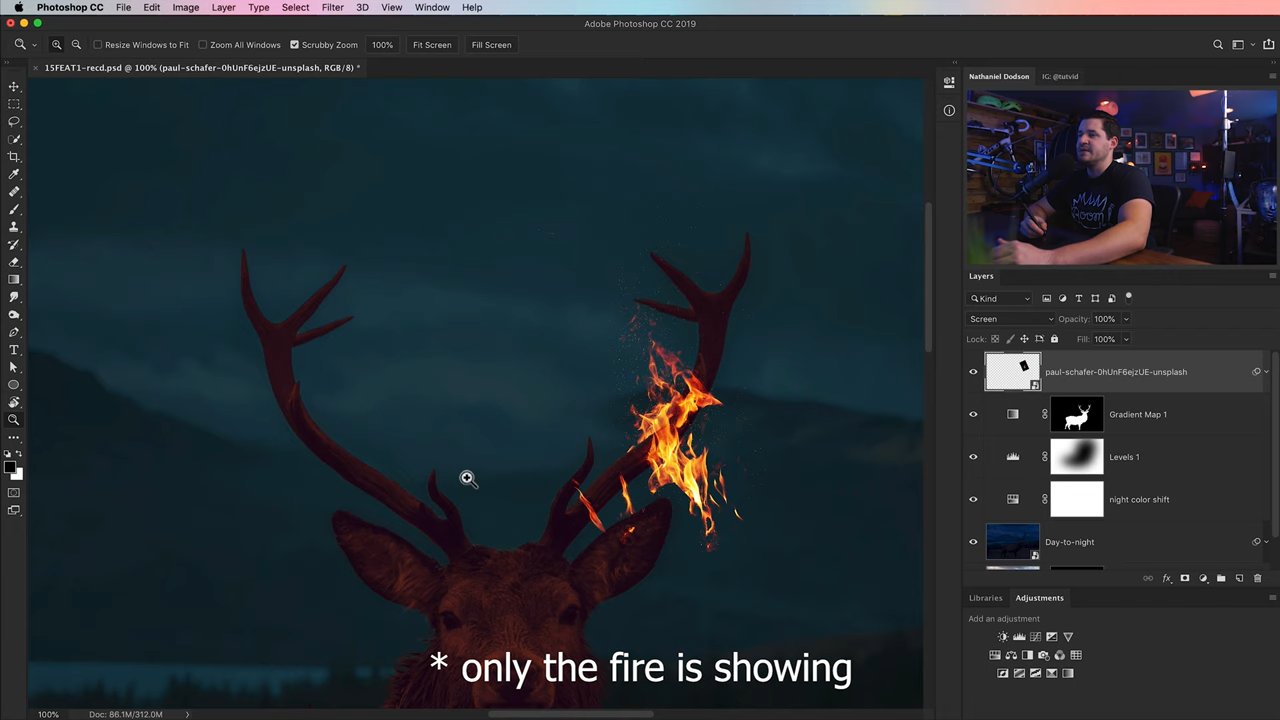 Photoshop CC File Edit Image Layer Type Select Filter 3D View Window Help
Adobe Photoshop CC 2019
Resize Windows to Fit Zoom All Windows Scrubby Zoom 100% Fit Screen Fill Screen
15FEAT1-recd.psd @ 100% (paul-schafer-0hUnF6ejzUE-unsplash, RGB/8) *
Nathaniel Dodson IG: @tutvid
Layers
Kind
Screen Opacity: 100%
Lock: Fill: 100%
paul-schafer-0hUnF6ejzUE-unsplash
Gradient Map 1
Levels 1
night color shift
Day-to-night
fx
Libraries Adjustments
Add an adjustment
* only the fire is showing
100% Doc: 86.1M/312.0M